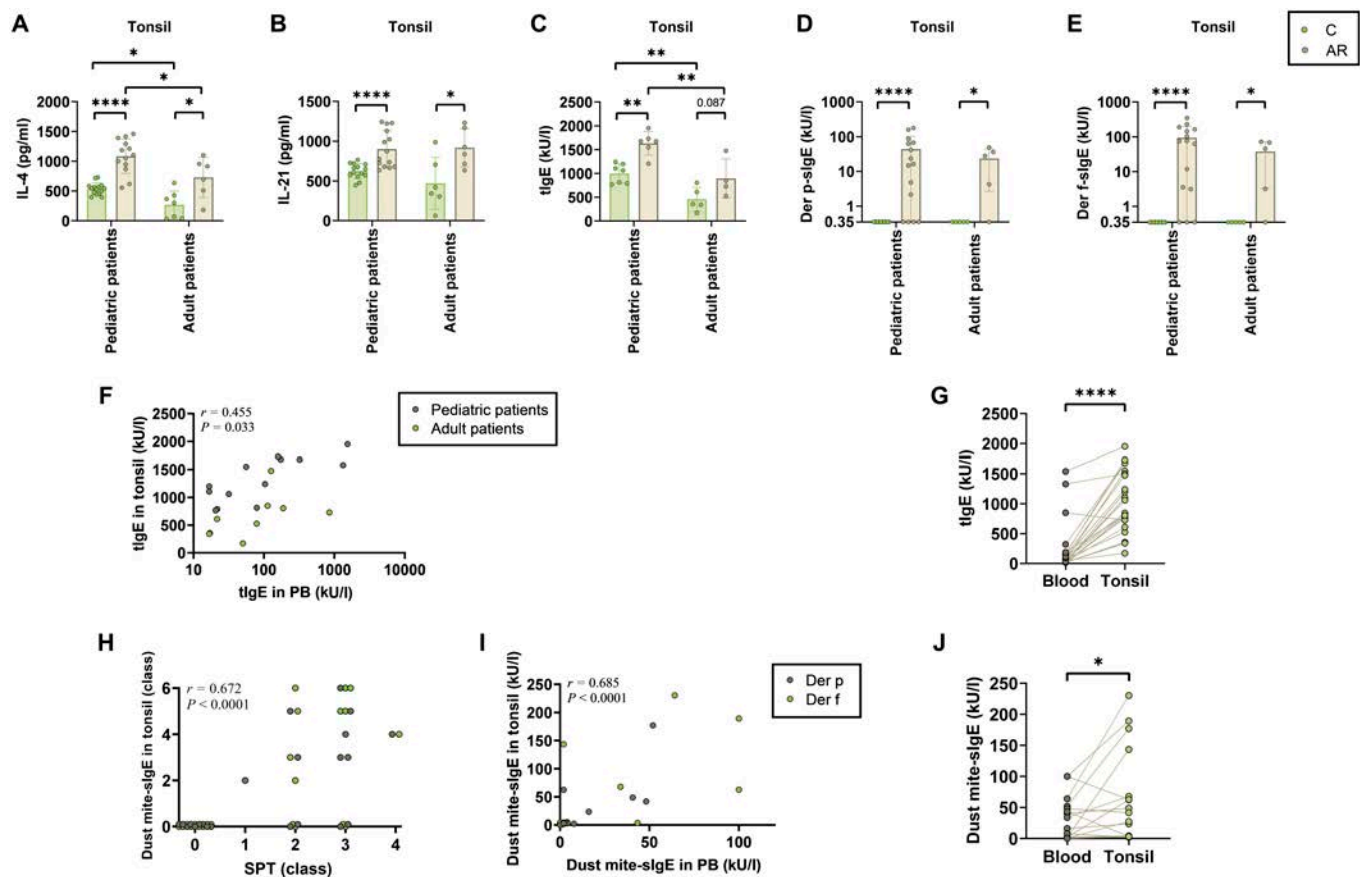 A
Tonsil
*
*
****
*
IL-4 (pg/ml)
2000
1500
1000
500
0
Pediatric patients
Adult patients
B
Tonsil
****
*
IL-21 (pg/ml)
1500
1000
500
0
Pediatric patients
Adult patients
C
Tonsil
**
**
**
0.087
tIgE (kU/l)
2500
2000
1500
1000
500
0
Pediatric patients
Adult patients
D
Tonsil
****
*
Der p-sIgE (kU/l)
1000
100
10
1
0.35
Pediatric patients
Adult patients
E
Tonsil
****
*
Der f-sIgE (kU/l)
1000
100
10
1
0.35
Pediatric patients
Adult patients
C
AR
F
r = 0.455
P = 0.033
tIgE in tonsil (kU/l)
2500
2000
1500
1000
500
0
10
100
1000
10000
tIgE in PB (kU/l)
Pediatric patients
Adult patients
G
****
tIgE (kU/l)
2500
2000
1500
1000
500
0
Blood
Tonsil
H
r = 0.672
P < 0.0001
Dust mite-sIgE in tonsil (class)
6
4
2
0
0
1
2
3
4
SPT (class)
I
r = 0.685
P < 0.0001
Dust mite-sIgE in tonsil (kU/l)
250
200
150
100
50
0
0
50
100
Dust mite-sIgE in PB (kU/l)
Der p
Der f
J
*
Dust mite-sIgE (kU/l)
250
200
150
100
50
0
Blood
Tonsil